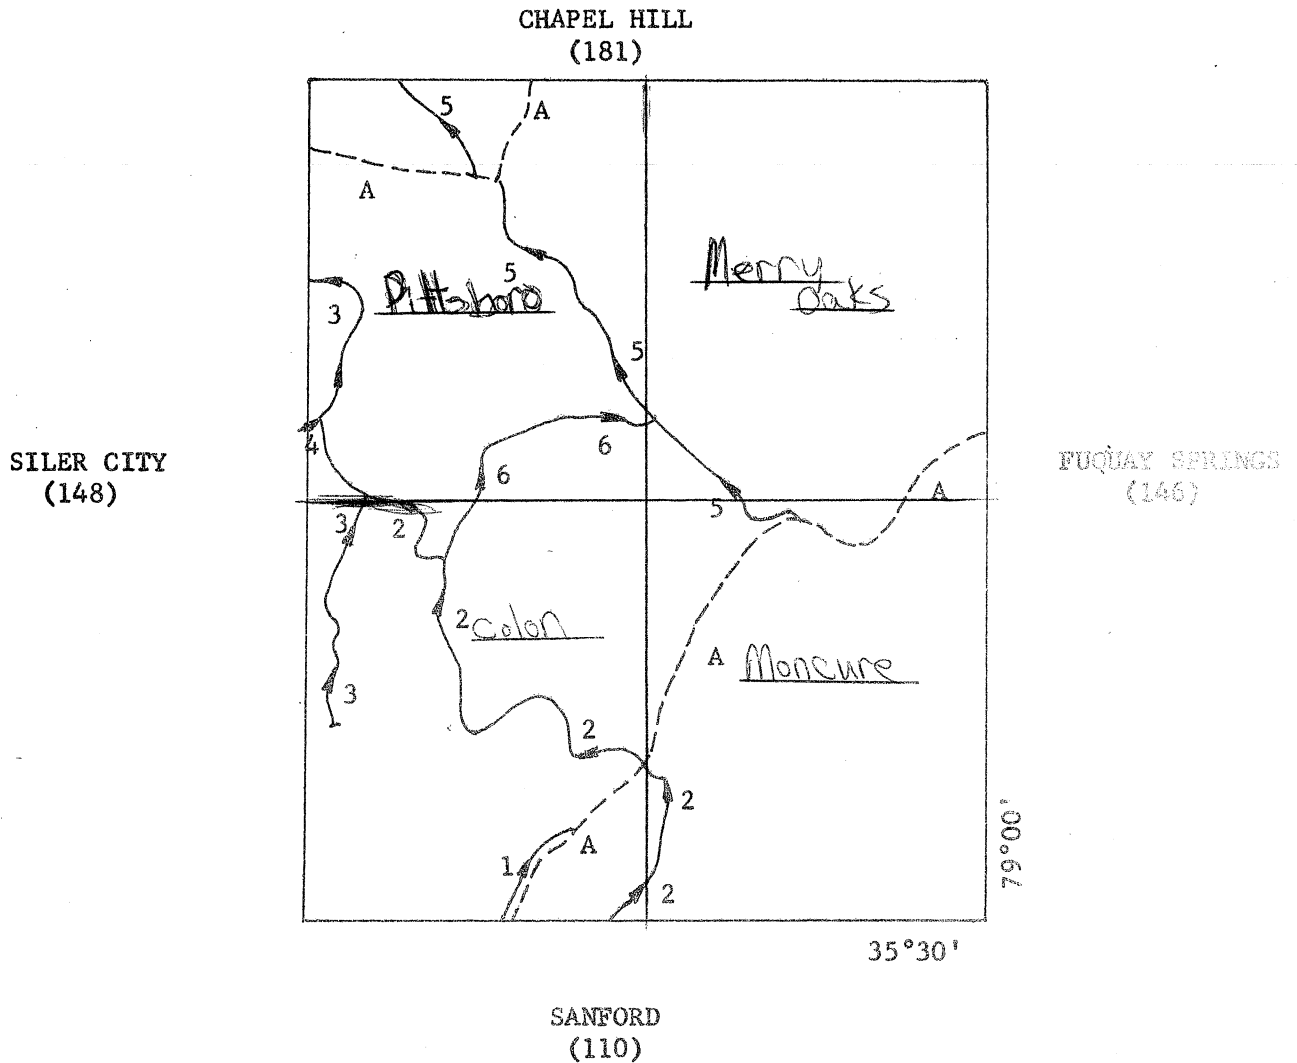 CHAPEL HILL
(181)
5
A
A
Merry
Oaks
Pittsboro
5
3
5
4
6
6
SILER CITY
(148)
FUQUAY SPRINGS
(146)
A
5
3
2
2
Colon
A
Moncure
3
2
2
A
1
2
79°00'
35°30'
SANFORD
(110)